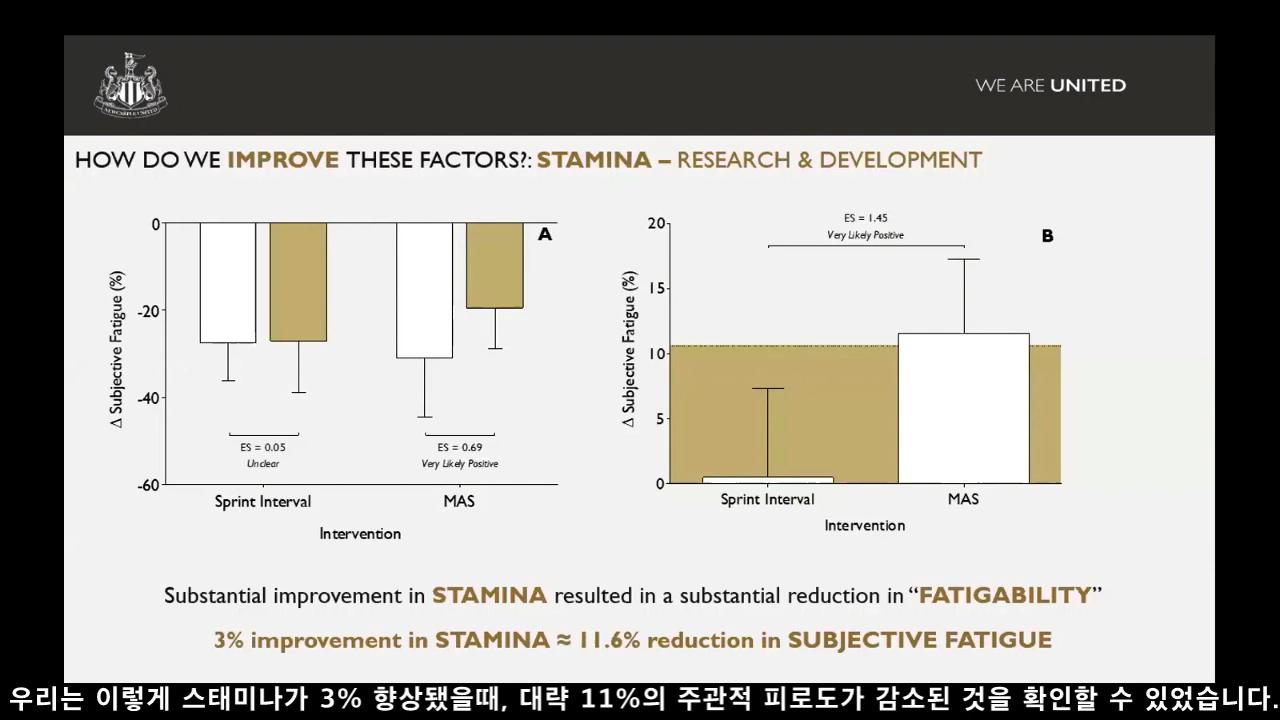 NEWCASTLE UNITED
WE ARE UNITED
HOW DO WE IMPROVE THESE FACTORS?: STAMINA – RESEARCH & DEVELOPMENT
A
Δ Subjective Fatigue (%)
0
-20
-40
-60
ES = 0.05
Unclear
ES = 0.69
Very Likely Positive
Sprint Interval
MAS
Intervention
B
Δ Subjective Fatigue (%)
20
15
10
5
0
ES = 1.45
Very Likely Positive
Sprint Interval
MAS
Intervention
Substantial improvement in STAMINA resulted in a substantial reduction in “FATIGABILITY”
3% improvement in STAMINA ≈ 11.6% reduction in SUBJECTIVE FATIGUE
우리는 이렇게 스태미나가 3% 향상됐을때, 대략 11%의 주관적 피로도가 감소된 것을 확인할 수 있었습니다.